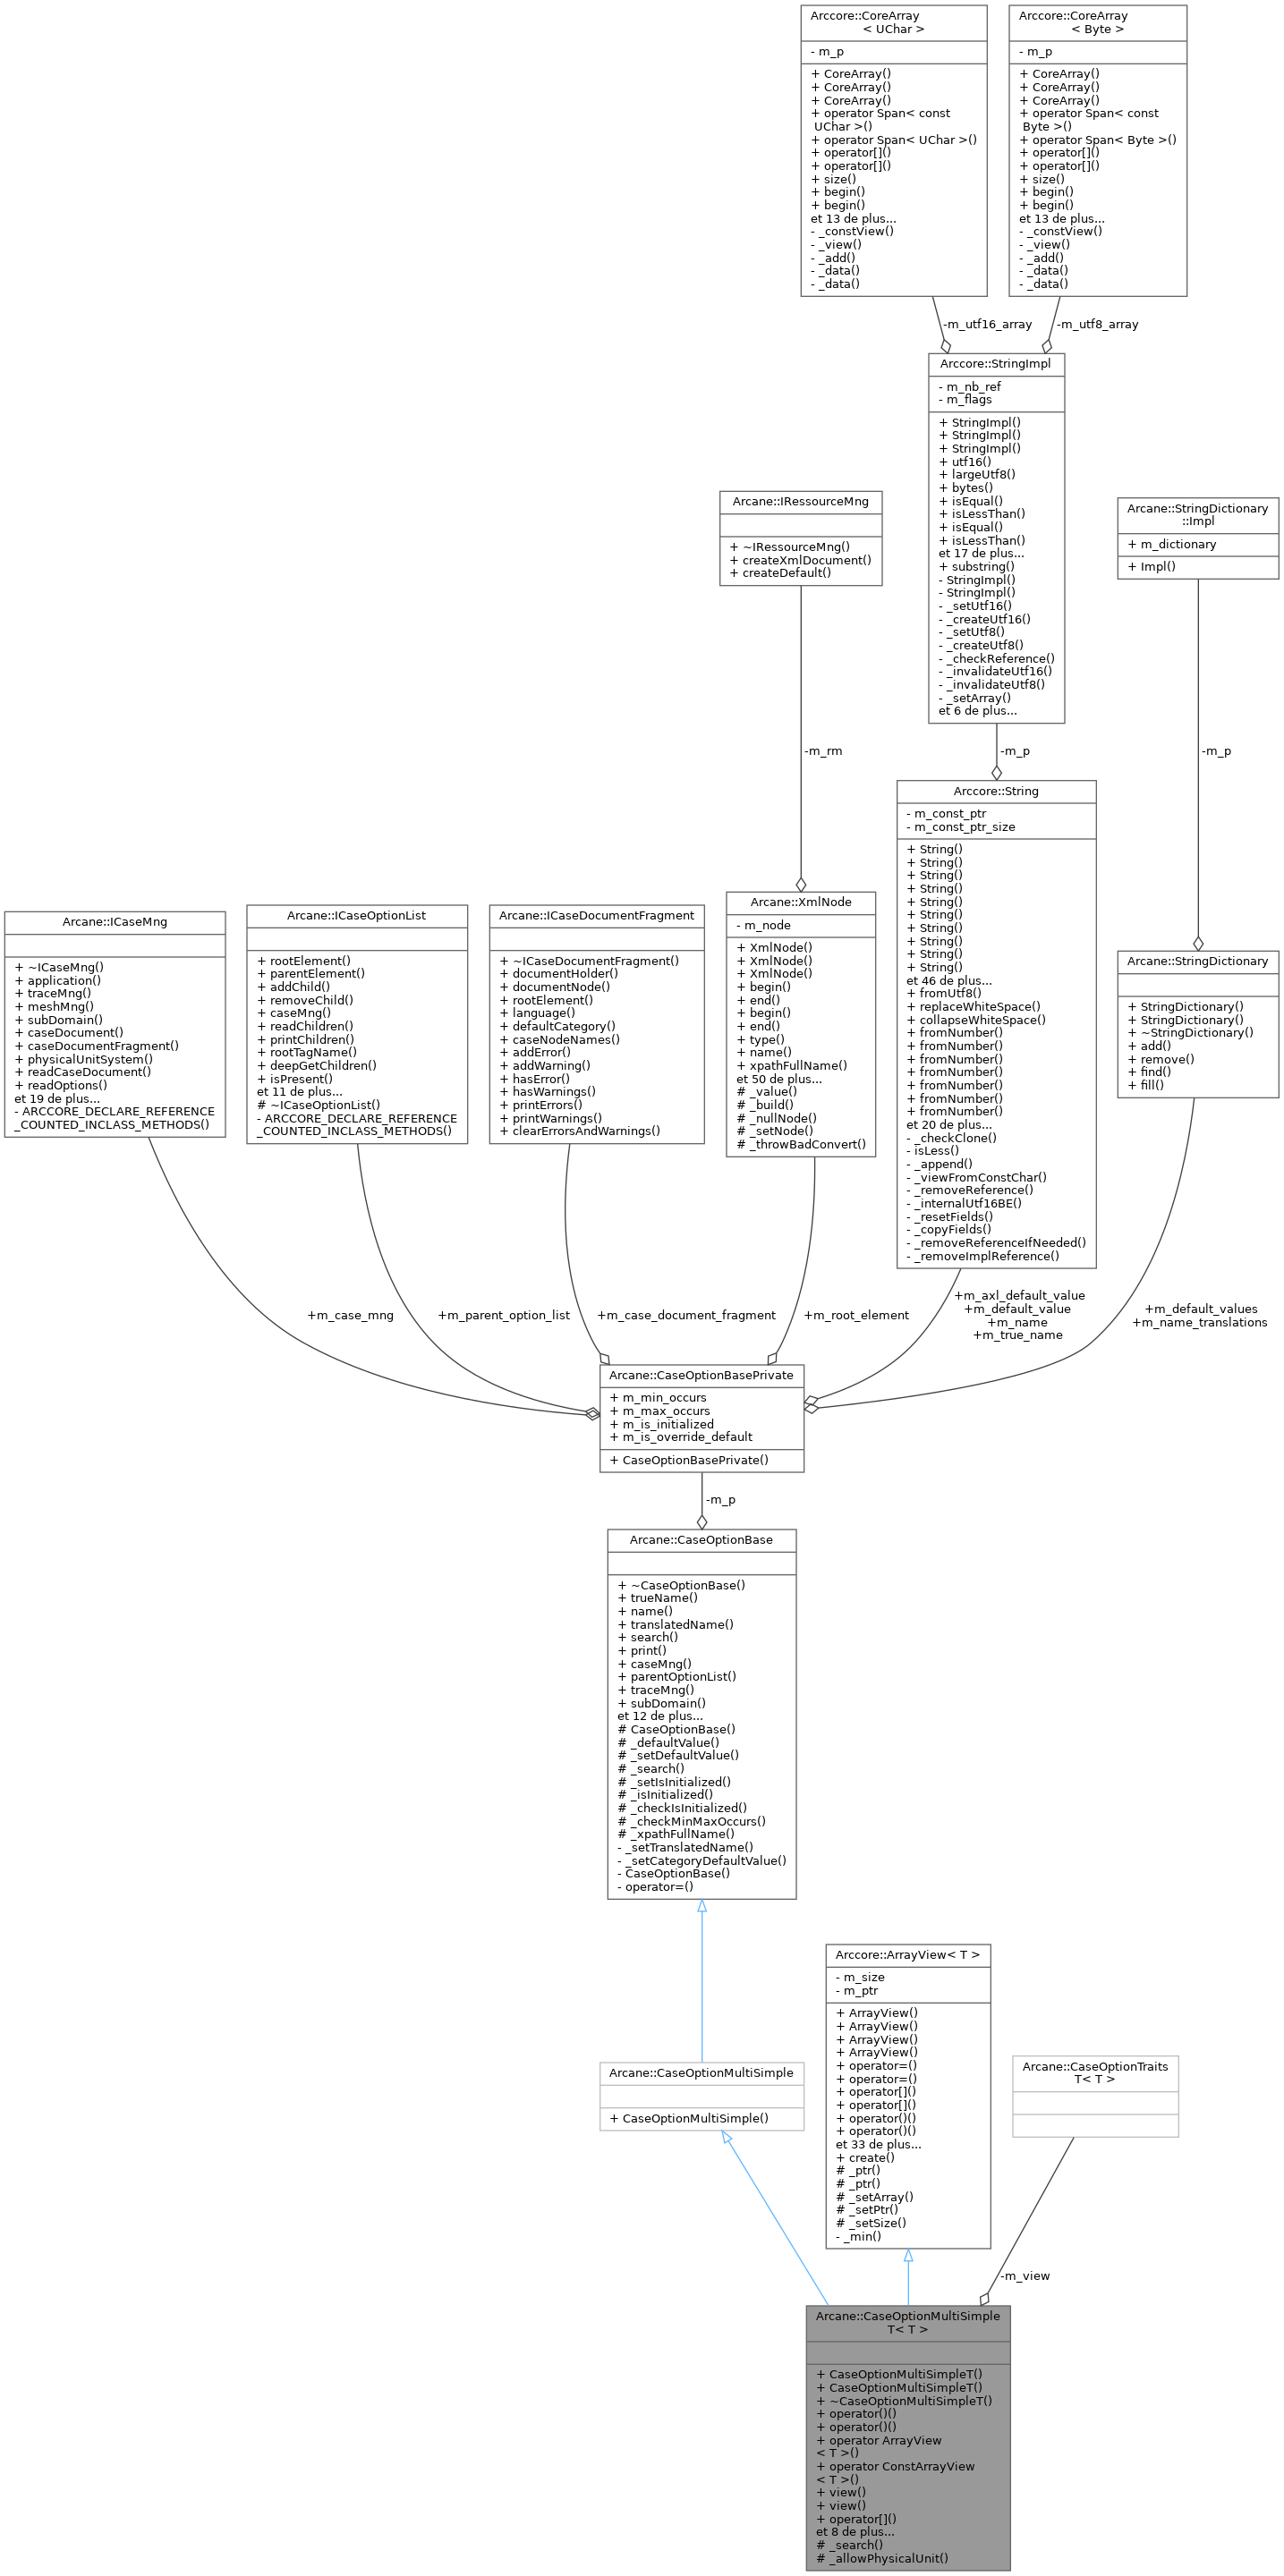 Arccore::CoreArray
< UChar >
- m_p
+ CoreArray()
+ CoreArray()
+ CoreArray()
+ operator Span< const
UChar >()
+ operator Span< UChar >()
+ operator[]()
+ operator[]()
+ size()
+ begin()
+ begin()
et 13 de plus...
- _constView()
- _view()
- _add()
- _data()
- _data()
Arccore::CoreArray
< Byte >
- m_p
+ CoreArray()
+ CoreArray()
+ CoreArray()
+ operator Span< const
Byte >()
+ operator Span< Byte >()
+ operator[]()
+ operator[]()
+ size()
+ begin()
+ begin()
et 13 de plus...
- _constView()
- _view()
- _add()
- _data()
- _data()
-m_utf16_array
-m_utf8_array
Arccore::StringImpl
- m_nb_ref
- m_flags
+ StringImpl()
+ StringImpl()
+ StringImpl()
+ utf16()
+ largeUtf8()
+ bytes()
+ isEqual()
+ isLessThan()
+ isEqual()
+ isLessThan()
et 17 de plus...
+ substring()
- StringImpl()
- StringImpl()
- _setUtf16()
- _createUtf16()
- _setUtf8()
- _createUtf8()
- _checkReference()
- _invalidateUtf16()
- _invalidateUtf8()
- _setArray()
et 6 de plus...
Arcane::IRessourceMng
+ ~IRessourceMng()
+ createXmlDocument()
+ createDefault()
Arcane::StringDictionary
::Impl
+ m_dictionary
+ Impl()
-m_rm
-m_p
-m_p
Arcane::ICaseMng
+ ~ICaseMng()
+ application()
+ traceMng()
+ meshMng()
+ subDomain()
+ caseDocument()
+ caseDocumentFragment()
+ physicalUnitSystem()
+ readCaseDocument()
+ readOptions()
et 19 de plus...
- ARCCORE_DECLARE_REFERENCE
_COUNTED_INCLASS_METHODS()
Arcane::ICaseOptionList
+ rootElement()
+ parentElement()
+ addChild()
+ removeChild()
+ caseMng()
+ readChildren()
+ printChildren()
+ rootTagName()
+ deepGetChildren()
+ isPresent()
et 11 de plus...
# ~ICaseOptionList()
- ARCCORE_DECLARE_REFERENCE
_COUNTED_INCLASS_METHODS()
Arcane::ICaseDocumentFragment
+ ~ICaseDocumentFragment()
+ documentHolder()
+ documentNode()
+ rootElement()
+ language()
+ defaultCategory()
+ caseNodeNames()
+ addError()
+ addWarning()
+ hasError()
+ hasWarnings()
+ printErrors()
+ printWarnings()
+ clearErrorsAndWarnings()
Arcane::XmlNode
- m_node
+ XmlNode()
+ XmlNode()
+ XmlNode()
+ begin()
+ end()
+ begin()
+ end()
+ type()
+ name()
+ xpathFullName()
et 50 de plus...
# _value()
# _build()
# _nullNode()
# _setNode()
# _throwBadConvert()
Arccore::String
- m_const_ptr
- m_const_ptr_size
+ String()
+ String()
+ String()
+ String()
+ String()
+ String()
+ String()
+ String()
+ String()
+ String()
et 46 de plus...
+ fromUtf8()
+ replaceWhiteSpace()
+ collapseWhiteSpace()
+ fromNumber()
+ fromNumber()
+ fromNumber()
+ fromNumber()
+ fromNumber()
+ fromNumber()
+ fromNumber()
et 20 de plus...
- _checkClone()
- isLess()
- _append()
- _viewFromConstChar()
- _removeReference()
- _internalUtf16BE()
- _resetFields()
- _copyFields()
- _removeReferenceIfNeeded()
- _removeImplReference()
Arcane::StringDictionary
+ StringDictionary()
+ StringDictionary()
+ ~StringDictionary()
+ add()
+ remove()
+ find()
+ fill()
+m_case_mng
+m_parent_option_list
+m_case_document_fragment
+m_root_element
+m_axl_default_value
+m_default_value
+m_name
+m_true_name
+m_default_values
+m_name_translations
Arcane::CaseOptionBasePrivate
+ m_min_occurs
+ m_max_occurs
+ m_is_initialized
+ m_is_override_default
+ CaseOptionBasePrivate()
-m_p
Arcane::CaseOptionBase
+ ~CaseOptionBase()
+ trueName()
+ name()
+ translatedName()
+ search()
+ print()
+ caseMng()
+ parentOptionList()
+ traceMng()
+ subDomain()
et 12 de plus...
# CaseOptionBase()
# _defaultValue()
# _setDefaultValue()
# _search()
# _setIsInitialized()
# _isInitialized()
# _checkIsInitialized()
# _checkMinMaxOccurs()
# _xpathFullName()
- _setTranslatedName()
- _setCategoryDefaultValue()
- CaseOptionBase()
- operator=()
Arcane::CaseOptionMultiSimple
+ CaseOptionMultiSimple()
Arccore::ArrayView< T >
- m_size
- m_ptr
+ ArrayView()
+ ArrayView()
+ ArrayView()
+ ArrayView()
+ operator=()
+ operator=()
+ operator[]()
+ operator[]()
+ operator()()
+ operator()()
et 33 de plus...
+ create()
# _ptr()
# _ptr()
# _setArray()
# _setPtr()
# _setSize()
- _min()
Arcane::CaseOptionTraits
T< T >
-m_view
Arcane::CaseOptionMultiSimple
T< T >
+ CaseOptionMultiSimpleT()
+ CaseOptionMultiSimpleT()
+ ~CaseOptionMultiSimpleT()
+ operator()()
+ operator()()
+ operator ArrayView
< T >()
+ operator ConstArrayView
< T >()
+ view()
+ view()
+ operator[]()
et 8 de plus...
# _search()
# _allowPhysicalUnit()